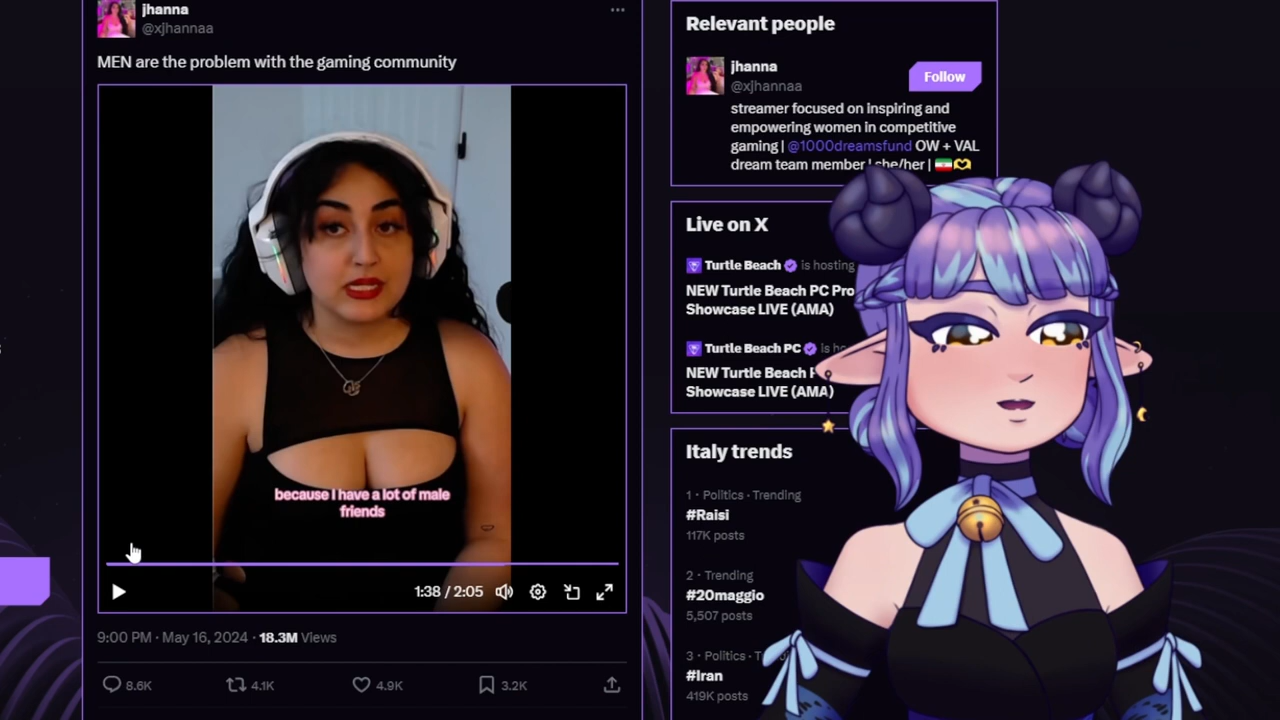 jhanna
@xjhannaa
MEN are the problem with the gaming community
because I have a lot of male
friends
1:38 / 2:05
9:00 PM · May 16, 2024 · 18.3M Views
8.6K
4.1K
4.9K
3.2K
Relevant people
jhanna
@xjhannaa
Follow
streamer focused on inspiring and
empowering women in competitive
gaming | @1000dreamsfund OW + VAL
dream team member | she/her |
Live on X
Turtle Beach is hosting
NEW Turtle Beach PC Pro
Showcase LIVE (AMA)
Turtle Beach PC is
NEW Turtle Beach
Showcase LIVE (AMA)
Italy trends
1 · Politics · Trending
#Raisi
117K posts
2 · Trending
#20maggio
5,507 posts
3 · Politics ·
#Iran
419K posts